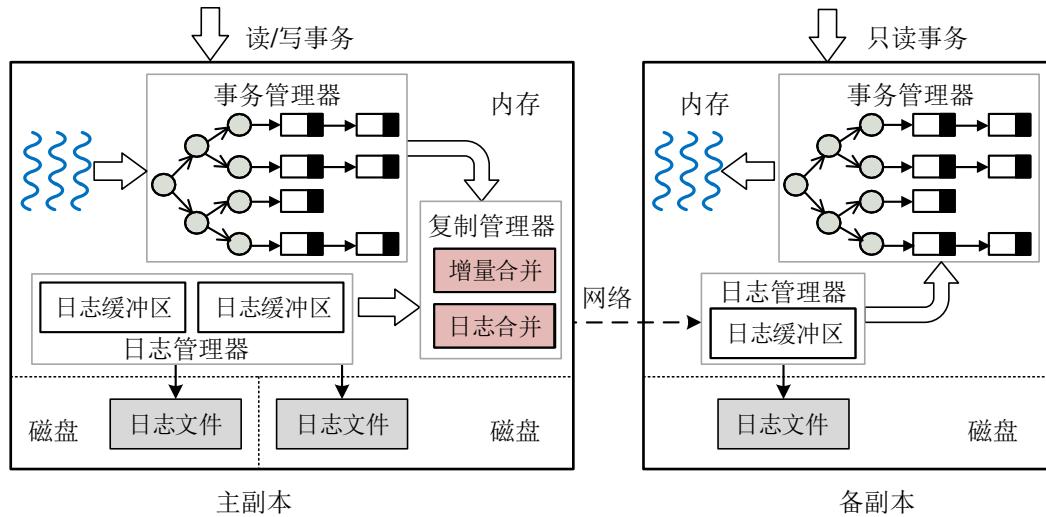 读/写事务
只读事务
事务管理器
内存
复制管理器
增量合并
日志合并
日志缓冲区
日志缓冲区
日志管理器
磁盘
日志文件
日志文件
磁盘
主副本
网络
内存
事务管理器
日志管理器
日志缓冲区
日志文件
磁盘
备副本